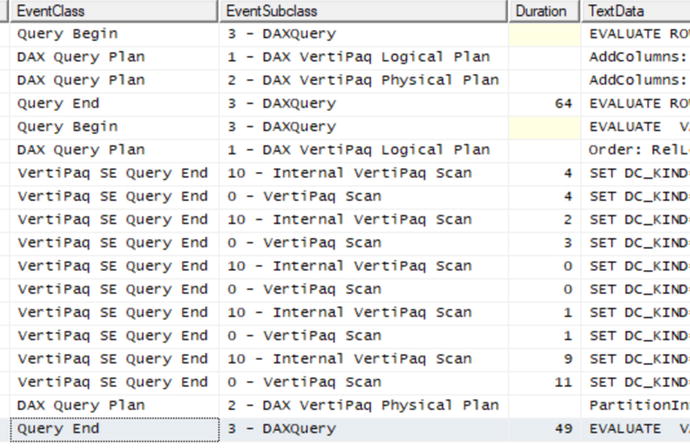 EventClass EventSubclass Duration TextData
Query Begin 3 - DAXQuery EVALUATE RO
DAX Query Plan 1 - DAX VertiPaq Logical Plan AddColumns:
DAX Query Plan 2 - DAX VertiPaq Physical Plan AddColumns:
Query End 3 - DAXQuery 64 EVALUATE RO
Query Begin 3 - DAXQuery EVALUATE V
DAX Query Plan 1 - DAX VertiPaq Logical Plan Order: RelL
VertiPaq SE Query End 10 - Internal VertiPaq Scan 4 SET DC_KIND
VertiPaq SE Query End 0 - VertiPaq Scan 4 SET DC_KIND
VertiPaq SE Query End 10 - Internal VertiPaq Scan 2 SET DC_KIND
VertiPaq SE Query End 0 - VertiPaq Scan 3 SET DC_KIND
VertiPaq SE Query End 10 - Internal VertiPaq Scan 0 SET DC_KIND
VertiPaq SE Query End 0 - VertiPaq Scan 0 SET DC_KIND
VertiPaq SE Query End 10 - Internal VertiPaq Scan 1 SET DC_KIND
VertiPaq SE Query End 0 - VertiPaq Scan 1 SET DC_KIND
VertiPaq SE Query End 10 - Internal VertiPaq Scan 9 SET DC_KIND
VertiPaq SE Query End 0 - VertiPaq Scan 11 SET DC_KIND
DAX Query Plan 2 - DAX VertiPaq Physical Plan PartitionIn
Query End 3 - DAXQuery 49 EVALUATE V